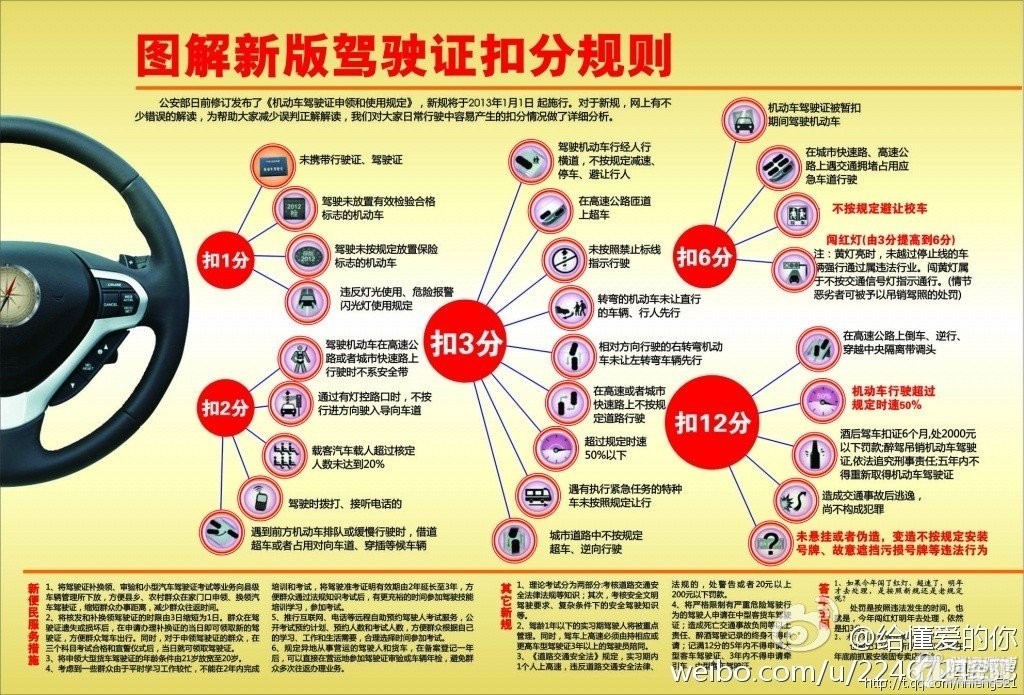 图解新版驾驶证扣分规则
公安部日前修订发布了《机动车驾驶证申领和使用规定》，新规将于2013年1月1日 起施行。对于新规，网上有不
少错误的解读，为帮助大家减少误判正解解读，我们对大家日常行驶中容易产生的扣分情况做了详细分析。
扣1分
未携带行驶证、驾驶证
驾驶未放置有效检验合格
标志的机动车
驾驶未按规定放置保险
标志的机动车
违反灯光使用、危险报警
闪光灯使用规定
扣2分
驾驶机动车在高速公
路或者城市快速路上
行驶时不系安全带
通过有灯控路口时，不按
行进方向驶入导向车道
载客汽车载人超过核定
人数未达到20%
驾驶时拨打、接听电话的
遇到前方机动车排队或缓慢行驶时，借道
超车或者占用对向车道、穿插等候车辆
扣3分
驾驶机动车行经人行
横道，不按规定减速、
停车、避让行人
在高速公路匝道
上超车
未按照禁止标线
指示行驶
转弯的机动车未让直行
的车辆、行人先行
相对方向行驶的右转弯机动
车未让左转弯车辆先行
在高速或者城市
快速路上不按规
定道路行驶
超过规定时速
50%以下
遇有执行紧急任务的特种
车未按照规定让行
城市道路中不按规定
超车、逆向行驶
扣6分
机动车驾驶证被暂扣
期间驾驶机动车
在城市快速路、高速公
路上遇交通拥堵占用应
急车道行驶
不按规定避让校车
闯红灯(由3分提高到6分)
注：黄灯亮时，未越过停止线的车
辆强行通过属违法行业。闯黄灯属
于不按交通信号灯指示通行。(情节
恶劣者可被予以吊销驾照的处罚)
扣12分
在高速公路上倒车、逆行、
穿越中央隔离带调头
机动车行驶超过
规定时速50%
酒后驾车扣证6个月,处2000元
以下罚款;醉驾吊销机动车驾驶
证,依法追究刑事责任;五年内不
得重新取得机动车驾驶证
造成交通事故后逃逸，
尚不构成犯罪
未悬挂或者伪造，变造不按规定安装
号牌、故意遮挡污损号牌等违法行为
新便民服务措施
1、将驾驶证补换领、审验和小型汽车驾驶证考试等业务向县级
车辆管理所下放，方便县乡、农村群众在家门口申领、换领汽
车驾驶证，缩短群众办事距离，减少群众往返时间。
2、将核发和补换领驾驶证的时限由3日缩短为1日。群众在驾
驶证遗失或损坏后，在申请办理补换证的当日即可领取新的驾
驶证，方便群众驾车出行。同时，对于申领驾驶证的群众，在
三个科目考试合格和宣誓仪式后，当日就可领取驾驶证。
3、将申领大型货车驾驶证的年龄条件由21岁放宽至20岁。
4、考虑到一些群众由于平时学习工作忙，不能在2年内完成
培训和考试，将驾驶准考证明有效期由2年延长至3年，方
便群众通过法规知识考试后，有更充裕的时间参加驾驶技能
培训学习，参加考试。
5、推行互联网、电话等远程自助预约驾驶人考试服务，公
开考试预约计划、预约人数和考试人数，方便群众根据自己
的学习、工作和生活需要，合理选择时间参加考试。
6、规定异地从事营运的驾驶人和货车，在备案登记一年
后，可以直接在营运地参加驾驶证审验或车辆年检，避免群
众多次往返办理业务。
其它新规
1、理论考试分为两部分:考核道路交通安
全法律法规等知识；其次，考核安全文明
驾驶要求、复杂条件下的安全驾驶知识
等。
2、驾龄1年以下的实习期驾驶人将被重点
管理。同时，驾车上高速必须由持相应或
更高车型驾驶证3年以上的驾驶员陪同。
3、《道路交通安全法》规定，实习期内
1个人上高速，违反道路交通安全法律、
法规的，处警告或者20元以上
200元以下罚款。
4、将严格限制有严重危险驾驶行
为的驾驶人申请在中型客货车驾
驶证；造成死亡交通事故负同等以上
责任、醉酒驾驶记录的终身不得申
请；记满12分的5年内不得申请大
型客车驾驶证、3年内不得申请牵
1、如果今年闯了红灯、超速了，明年
才去处理，是按照新规还是老规定
呢？
处罚是按照违法发生的时间。也
就是，今年闯红灯明年去处理，依然
是扣3分
@给懂爱的你
weibo.com/u/224
http://t.qq.com/nineng521